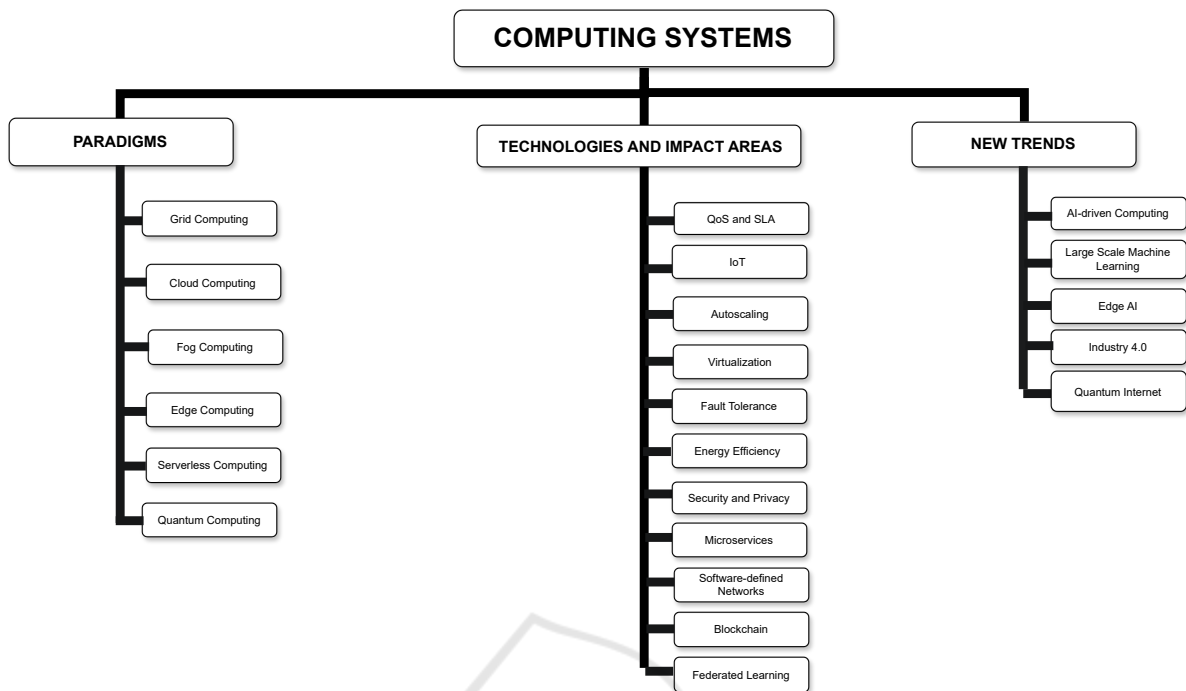 COMPUTING SYSTEMS
PARADIGMS
Grid Computing
Cloud Computing
Fog Computing
Edge Computing
Serverless Computing
Quantum Computing
TECHNOLOGIES AND IMPACT AREAS
QoS and SLA
IoT
Autoscaling
Virtualization
Fault Tolerance
Energy Efficiency
Security and Privacy
Microservices
Software-defined
Networks
Blockchain
Federated Learning
NEW TRENDS
AI-driven Computing
Large Scale Machine
Learning
Edge AI
Industry 4.0
Quantum Internet